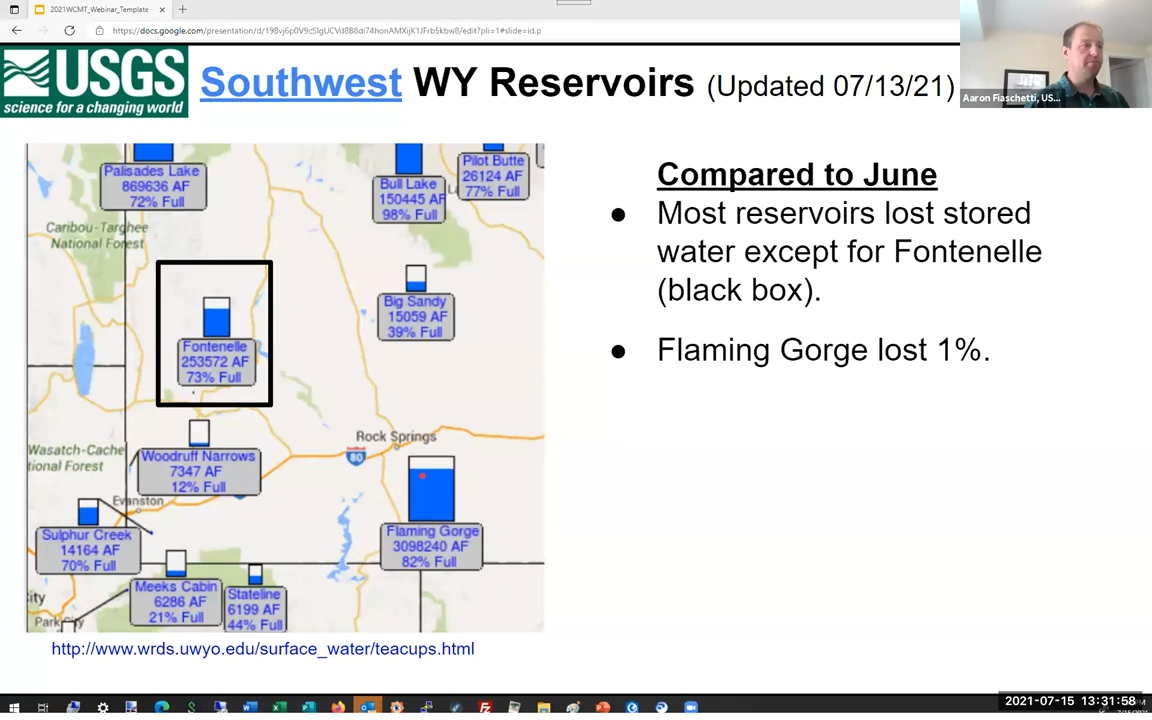 2021WCMT_Webinar_Template
https://docs.google.com/presentation/d/19Bvj6p0V9cSIgUCVd8B8di74honAMXijK1JFrb5kbw8/edit?pli=1#slide=id.p
USGS
science for a changing world
Southwest WY Reservoirs (Updated 07/13/21)
Aaron Fiaschetti, US...
Palisades Lake
869636 AF
72% Full
Bull Lake
150445 AF
98% Full
Pilot Butte
26124 AF
77% Full
Caribou-Targhee
National Forest
Fontenelle
253572 AF
73% Full
Big Sandy
15059 AF
39% Full
Rock Springs
80
Wasatch-Cache
tional Forest
Woodruff Narrows
7347 AF
12% Full
Evanston
Sulphur Creek
14164 AF
70% Full
Flaming Gorge
3098240 AF
82% Full
Meeks Cabin
6286 AF
21% Full
Stateline
6199 AF
44% Full
ity
Park City
http://www.wrds.uwyo.edu/surface_water/teacups.html
Compared to June
● Most reservoirs lost stored
water except for Fontenelle
(black box).
● Flaming Gorge lost 1%.
2021-07-15 13:31:58